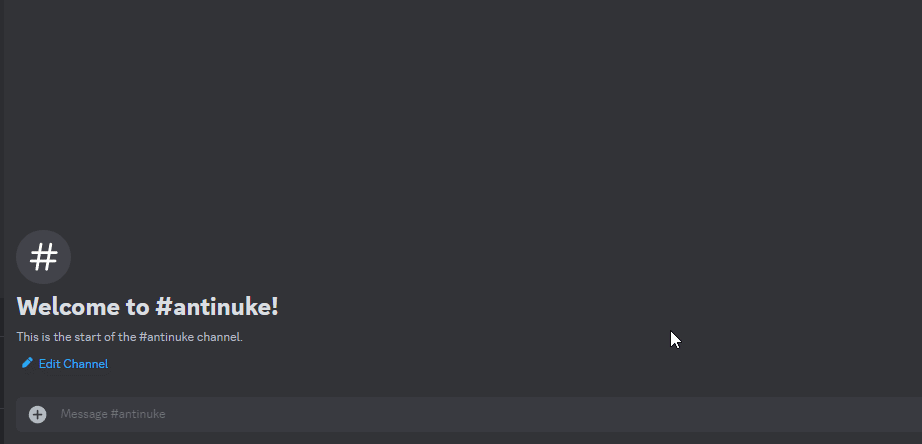 #
Welcome to #antinuke!
This is the start of the #antinuke channel.
Edit Channel
Message #antinuke